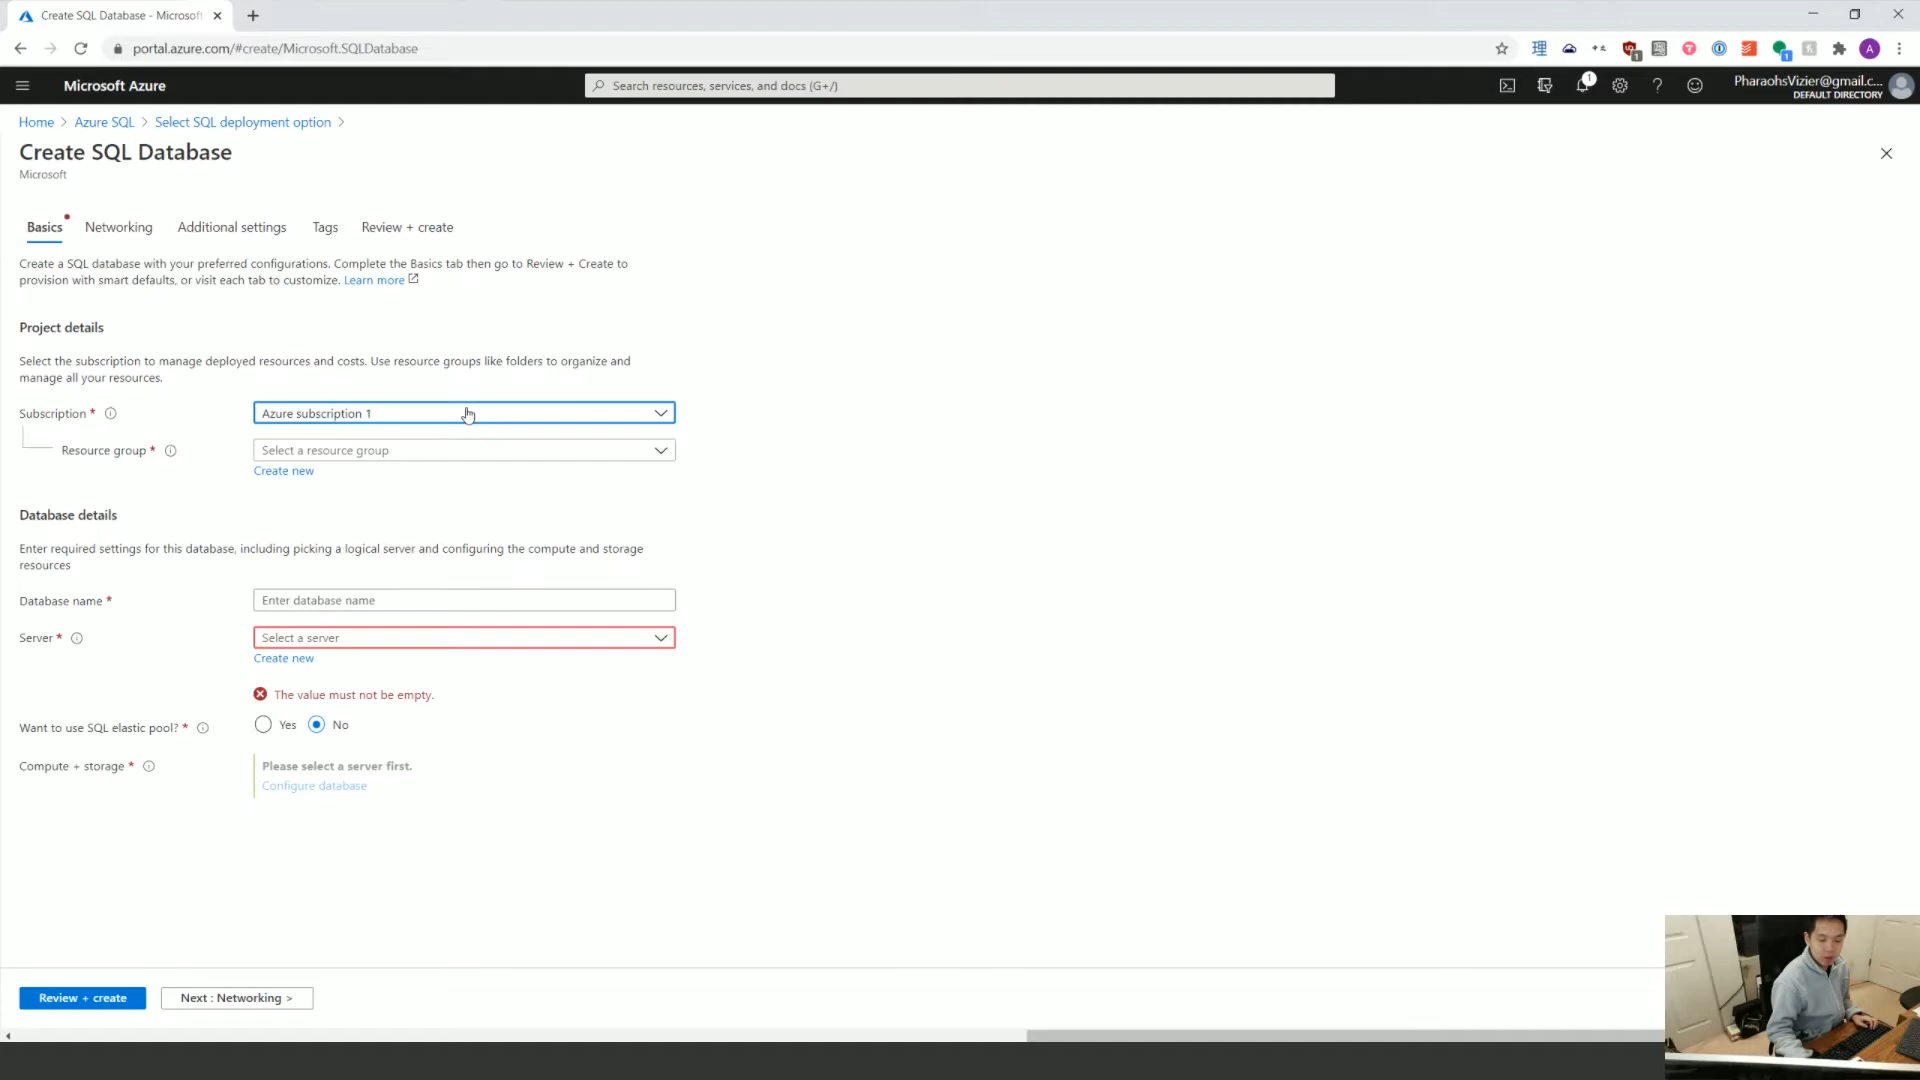 Create SQL Database - Microsoft
portal.azure.com/#create/Microsoft.SQLDatabase
1
1
A
Microsoft Azure
Search resources, services, and docs (G+/)
1
PharaohsVizier@gmail.c...
DEFAULT DIRECTORY
Home > Azure SQL > Select SQL deployment option >
Create SQL Database
Microsoft
Basics
Networking
Additional settings
Tags
Review + create
Create a SQL database with your preferred configurations. Complete the Basics tab then go to Review + Create to
provision with smart defaults, or visit each tab to customize. Learn more
Project details
Select the subscription to manage deployed resources and costs. Use resource groups like folders to organize and
manage all your resources.
Subscription *
Azure subscription 1
Resource group *
Select a resource group
Create new
Database details
Enter required settings for this database, including picking a logical server and configuring the compute and storage
resources
Database name *
Enter database name
Server *
Select a server
Create new
The value must not be empty.
Want to use SQL elastic pool? *
Yes
No
Compute + storage *
Please select a server first.
Configure database
Review + create
Next : Networking >